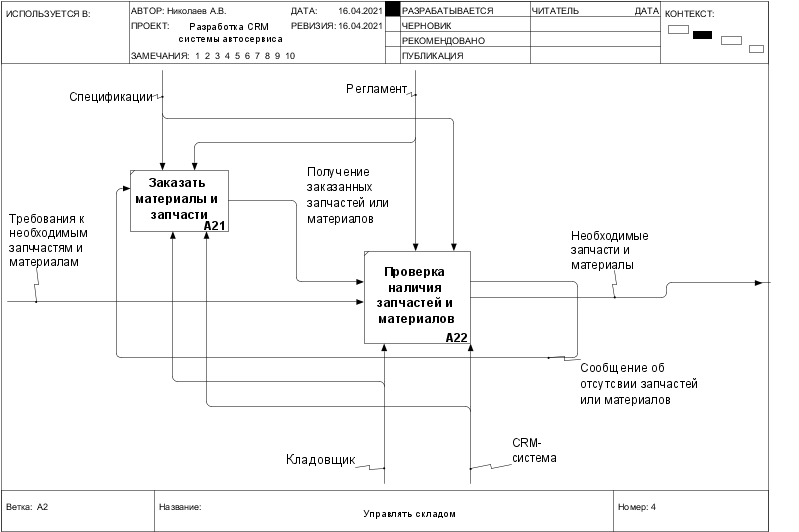 ИСПОЛЬЗУЕТСЯ В:
АВТОР: Николаев А.В.
ДАТА: 16.04.2021
РАЗРАБАТЫВАЕТСЯ
ЧИТАТЕЛЬ
ДАТА
КОНТЕКСТ:
ПРОЕКТ: Разработка CRM
системы автосервиса
РЕВИЗИЯ: 16.04.2021
ЧЕРНОВИК
РЕКОМЕНДОВАНО
ЗАМЕЧАНИЯ: 1 2 3 4 5 6 7 8 9 10
ПУБЛИКАЦИЯ
Спецификации
Регламент
Заказать
материалы и
запчасти
A21
Получение
заказанных
запчастей или
материалов
Требования к
необходимым
запччастям и
материалам
Необходимые
запчасти и
материалы
Проверка
наличия
запчастей и
материалов
A22
Сообщение об
отсутсвии запчастей
или материалов
Кладовщик
CRM-
система
Ветка: A2
Название:
Управлять складом
Номер: 4